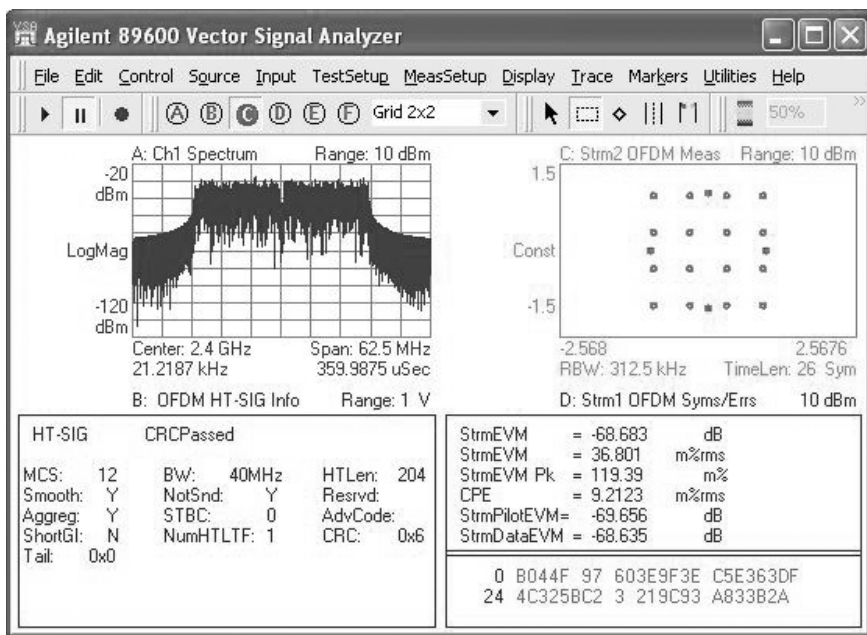 VSA
Agilent 89600 Vector Signal Analyzer
File Edit Control Source Input TestSetup MeasSetup Display Trace Markers Utilities Help
A B C D E F Grid 2x2 50%
A: Ch1 Spectrum Range: 10 dBm
-20
dBm
LogMag
-120
dBm
Center: 2.4 GHz Span: 62.5 MHz
21.2187 kHz 359.9875 uSec
C: Strm2 OFDM Meas Range: 10 dBm
1.5
Const
-1.5
-2.568 2.5676
RBW: 312.5 kHz TimeLen: 26 Sym
B: OFDM HT-SIG Info Range: 1 V
HT-SIG CRCPassed
MCS: 12 BW: 40MHz HTLen: 204
Smooth: Y NotSnd: Y Resrvd:
Aggreg: Y STBC: 0 AdvCode:
ShortGI: N NumHTLTF: 1 CRC: 0x6
Tail: 0x0
D: Strm1 OFDM Syms/Errs 10 dBm
StrmEVM = -68.683 dB
StrmEVM = 36.801 m%rms
StrmEVM Pk = 119.39 m%
CPE = 9.2123 m%rms
StrmPilotEVM= -69.656 dB
StrmDataEVM = -68.635 dB
0 B044F 97 603E9F3E C5E363DF
24 4C325BC2 3 219C93 A833B2A